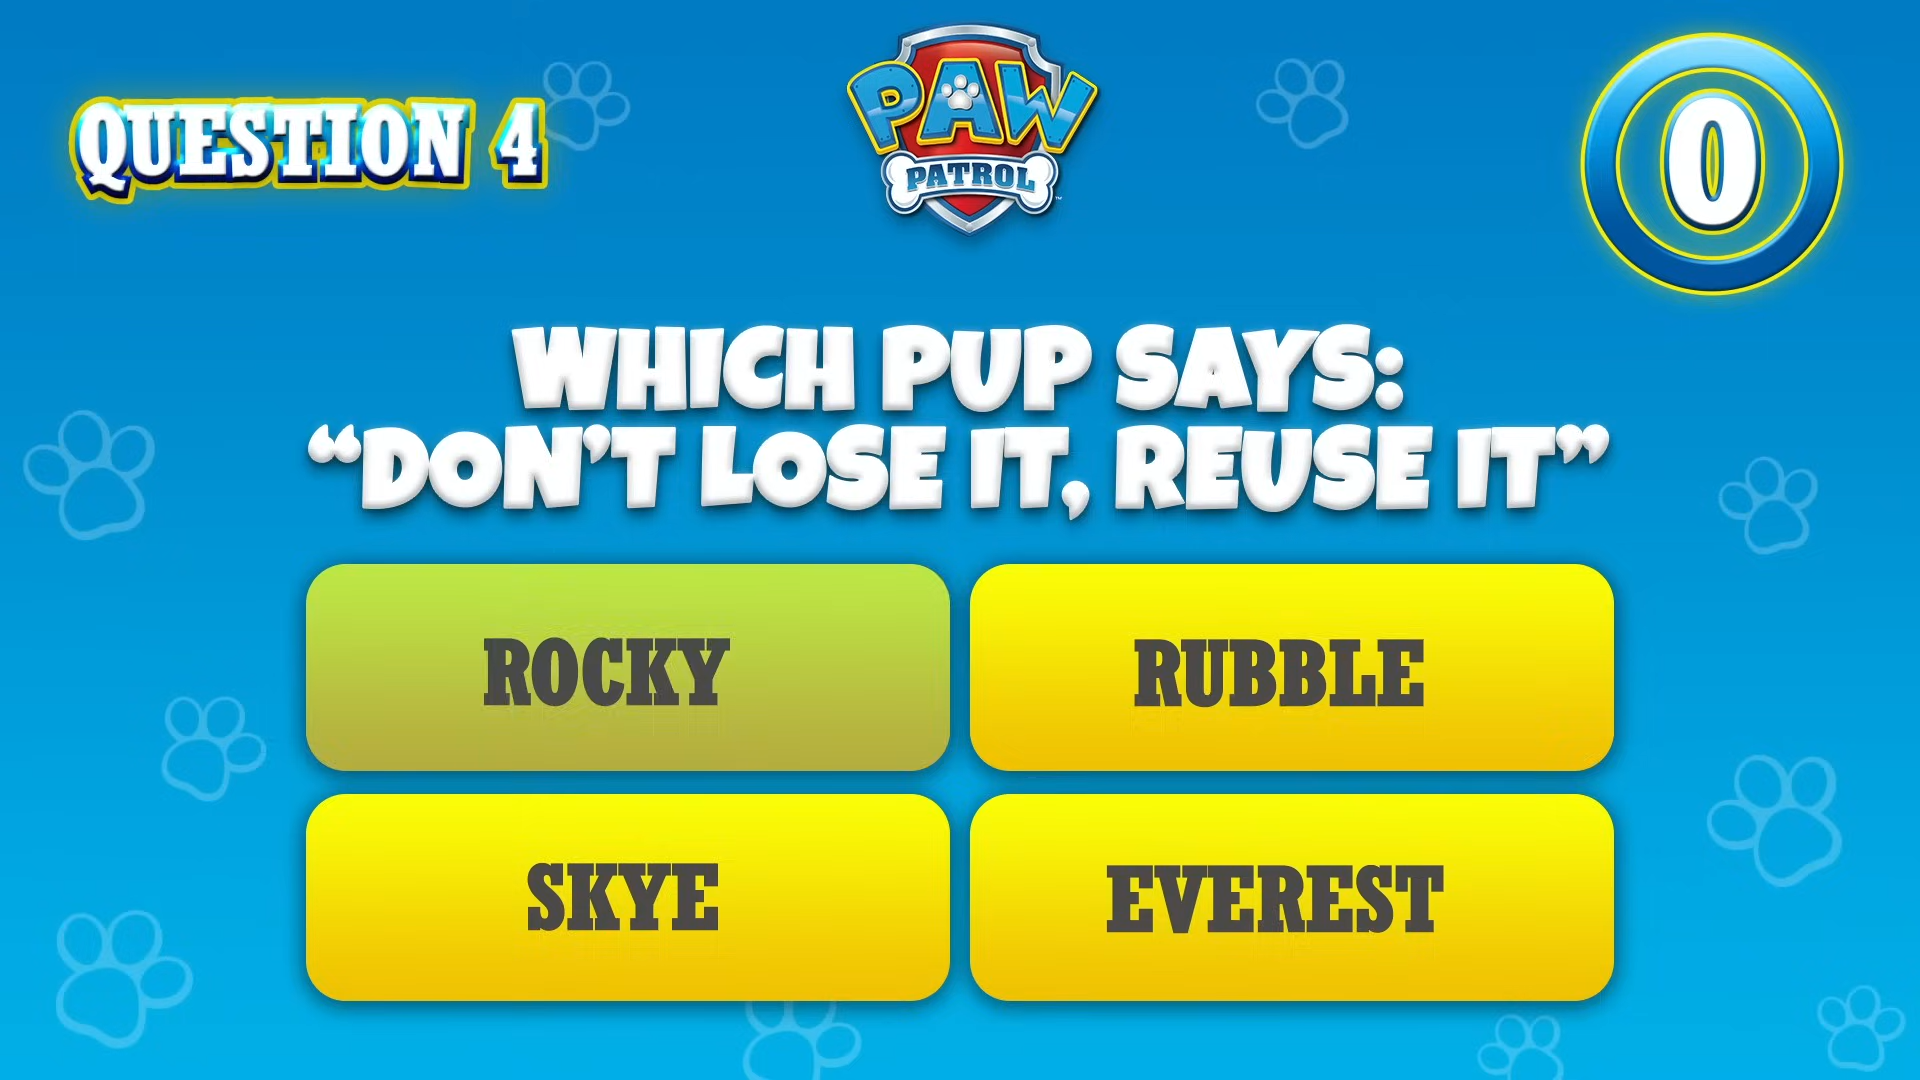 PAW
PATROL
QUESTION 4
0
WHICH PUP SAYS:
“DON’T LOSE IT, REUSE IT”
ROCKY
RUBBLE
SKYE
EVEREST